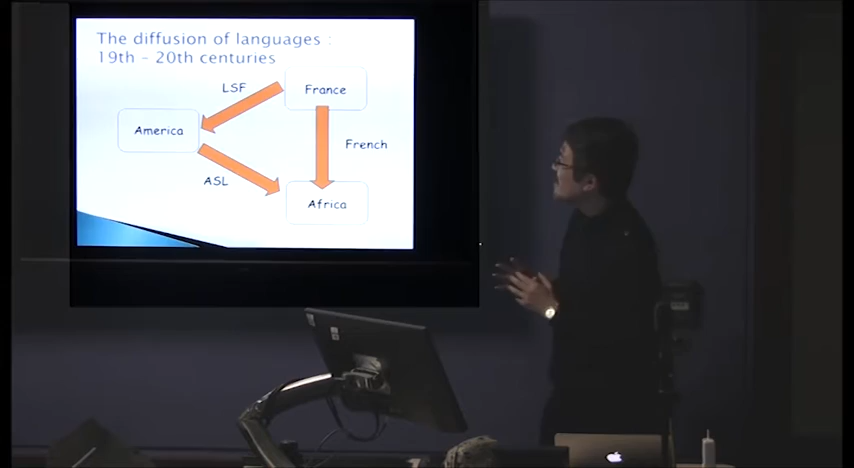 The diffusion of languages :
19th – 20th centuries
LSF
France
America
French
ASL
Africa